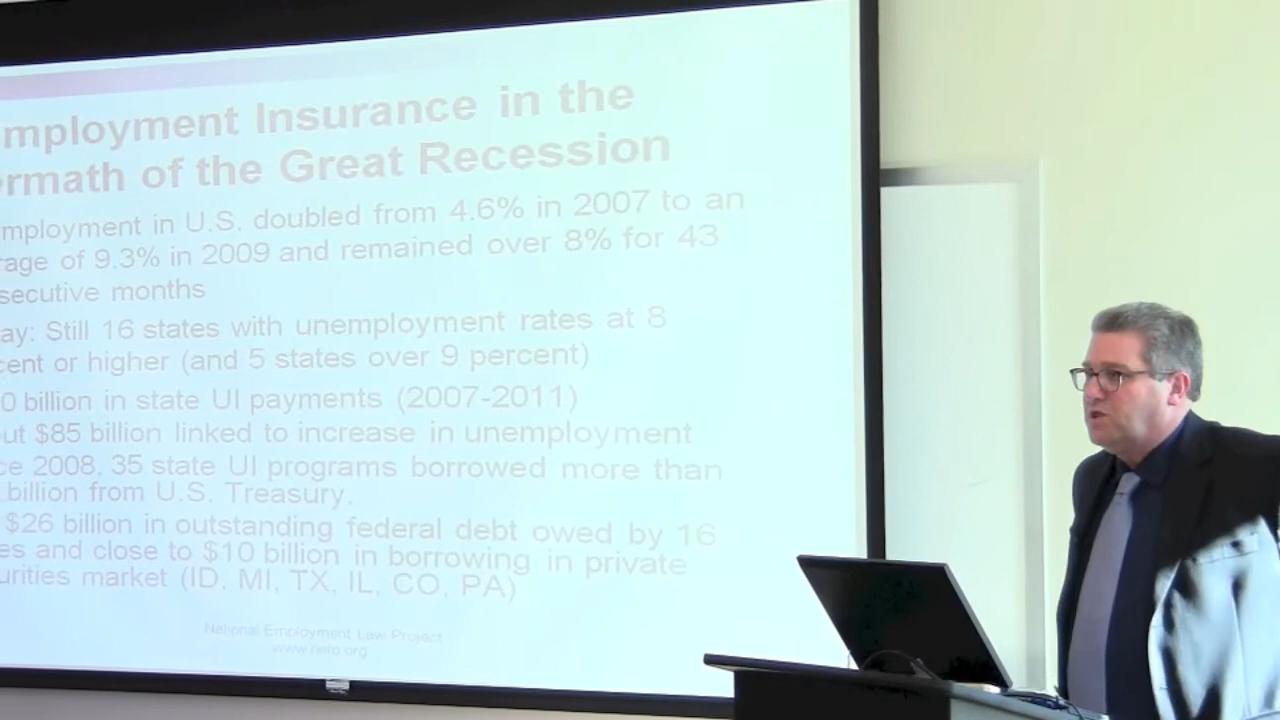 mployment Insurance in the
ermath of the Great Recession
mployment in U.S. doubled from 4.6% in 2007 to an
rage of 9.3% in 2009 and remained over 8% for 43
secutive months
ay: Still 16 states with unemployment rates at 8
cent or higher (and 5 states over 9 percent)
0 billion in state UI payments (2007-2011)
ut $85 billion linked to increase in unemployment
ce 2008, 35 state UI programs borrowed more than
billion from U.S. Treasury.
$26 billion in outstanding federal debt owed by 16
es and close to $10 billion in borrowing in private
urities market (ID, MI, TX, IL, CO, PA)
National Employment Law Project
www.nelp.org